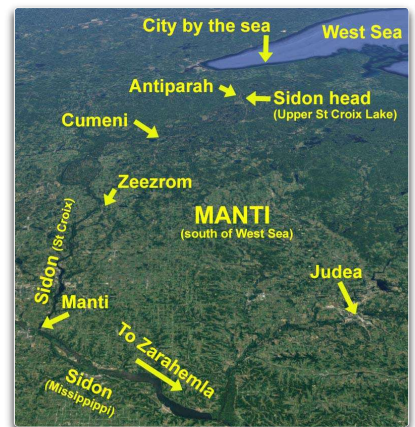 City by the sea
West Sea
Antiparah
Sidon head
(Upper St Croix Lake)
Cumeni
Zeezrom
MANTI
(south of West Sea)
Sidon (St Croix)
Judea
Manti
To Zarahemla
Sidon
(Missippippi)